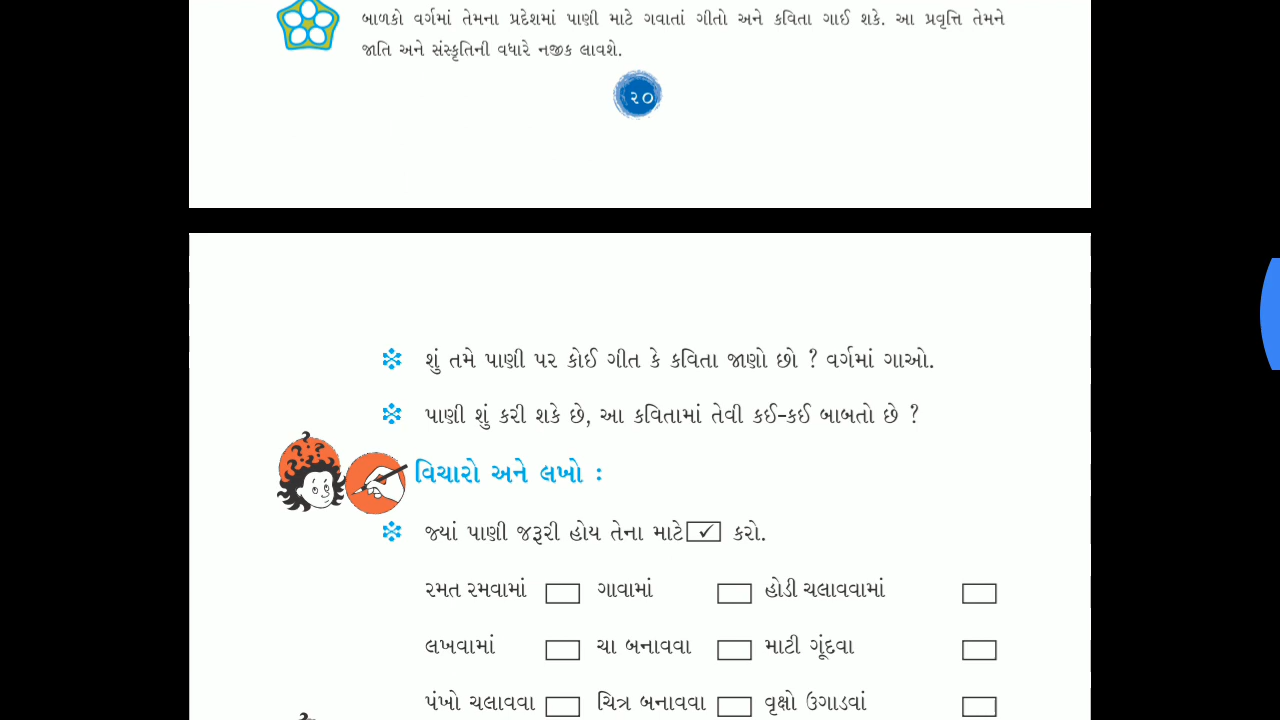 બાળકો વર્ગમાં તેમના પ્રદેશમાં પાણી માટે ગવાતાં ગીતો અને કવિતા ગાઈ શકે. આ પ્રવૃત્તિ તેમને
જાતિ અને સંસ્કૃતિની વધારે નજીક લાવશે.
૨૦
શું તમે પાણી પર કોઈ ગીત કે કવિતા જાણો છો ? વર્ગમાં ગાઓ.
પાણી શું કરી શકે છે, આ કવિતામાં તેવી કઈ-કઈ બાબતો છે ?
વિચારો અને લખો :
જ્યાં પાણી જરૂરી હોય તેના માટે ✓ કરો.
રમત રમવામાં ગાવામાં હોડી ચલાવવામાં
લખવામાં ચા બનાવવા માટી ગૂંદવા
પંખો ચલાવવા ચિત્ર બનાવવા વૃક્ષો ઉગાડવાં